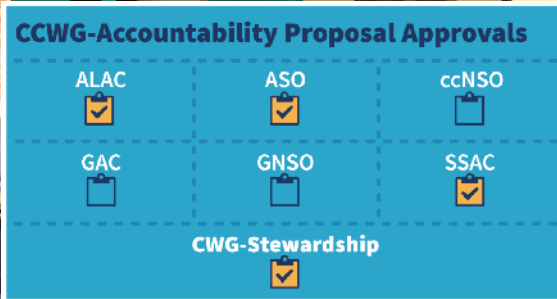 CCWG-Accountability Proposal Approvals
ALAC ASO ccNSO
GAC GNSO SSAC
CWG-Stewardship